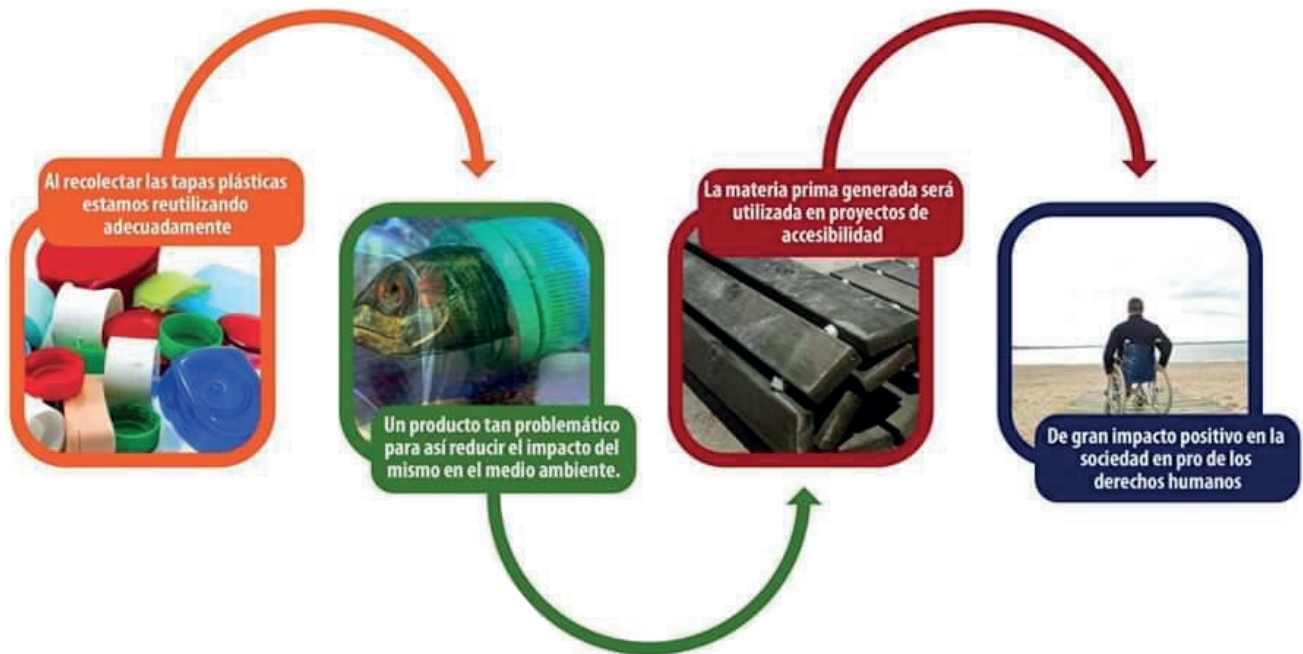 Al recolectar las tapas plásticas
estamos reutilizando
adecuadamente
Un producto tan problemático
para así reducir el impacto del
mismo en el medio ambiente.
La materia prima generada será
utilizada en proyectos de
accesibilidad
De gran impacto positivo en la
sociedad en pro de los
derechos humanos